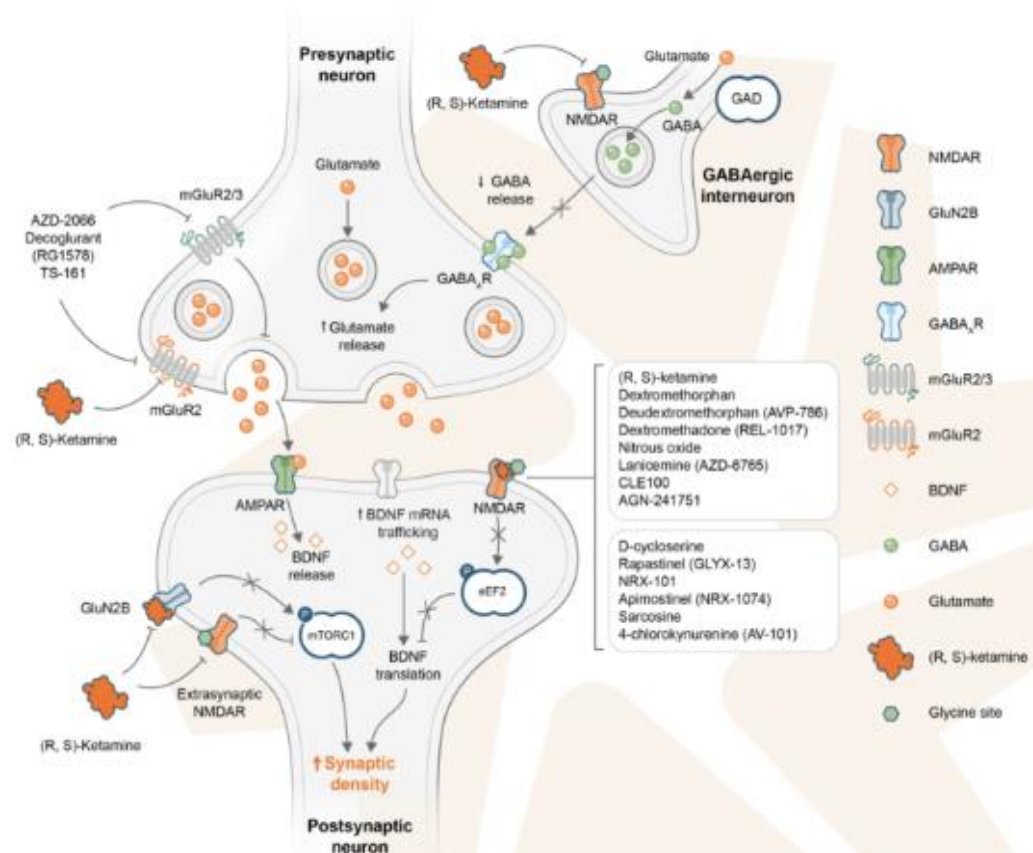 Presynaptic
neuron
(R, S)-Ketamine
NMDAR
Glutamate
GAD
GABA
GABAergic
interneuron
Glutamate
mGluR2/3
↓ GABA
release
AZD-2066
Decoglurant
(RG1578)
TS-161
GABAAR
↑ Glutamate
release
mGluR2
(R, S)-Ketamine
(R, S)-ketamine
Dextromethorphan
Deudextromethorphan (AVP-786)
Dextromethadone (REL-1017)
Nitrous oxide
Lanicemine (AZD-6765)
CLE100
AGN-241751
D-cycloserine
Rapastinel (GLYX-13)
NRX-101
Apimostinel (NRX-1074)
Sarcosine
4-chlorokynurenine (AV-101)
AMPAR
↑ BDNF mRNA
trafficking
NMDAR
BDNF
release
GluN2B
eEF2
mTORC1
BDNF
translation
Extrasynaptic
NMDAR
(R, S)-Ketamine
↑ Synaptic
density
Postsynaptic
neuron
NMDAR
GluN2B
AMPAR
GABAAR
mGluR2/3
mGluR2
BDNF
GABA
Glutamate
(R, S)-ketamine
Glycine site